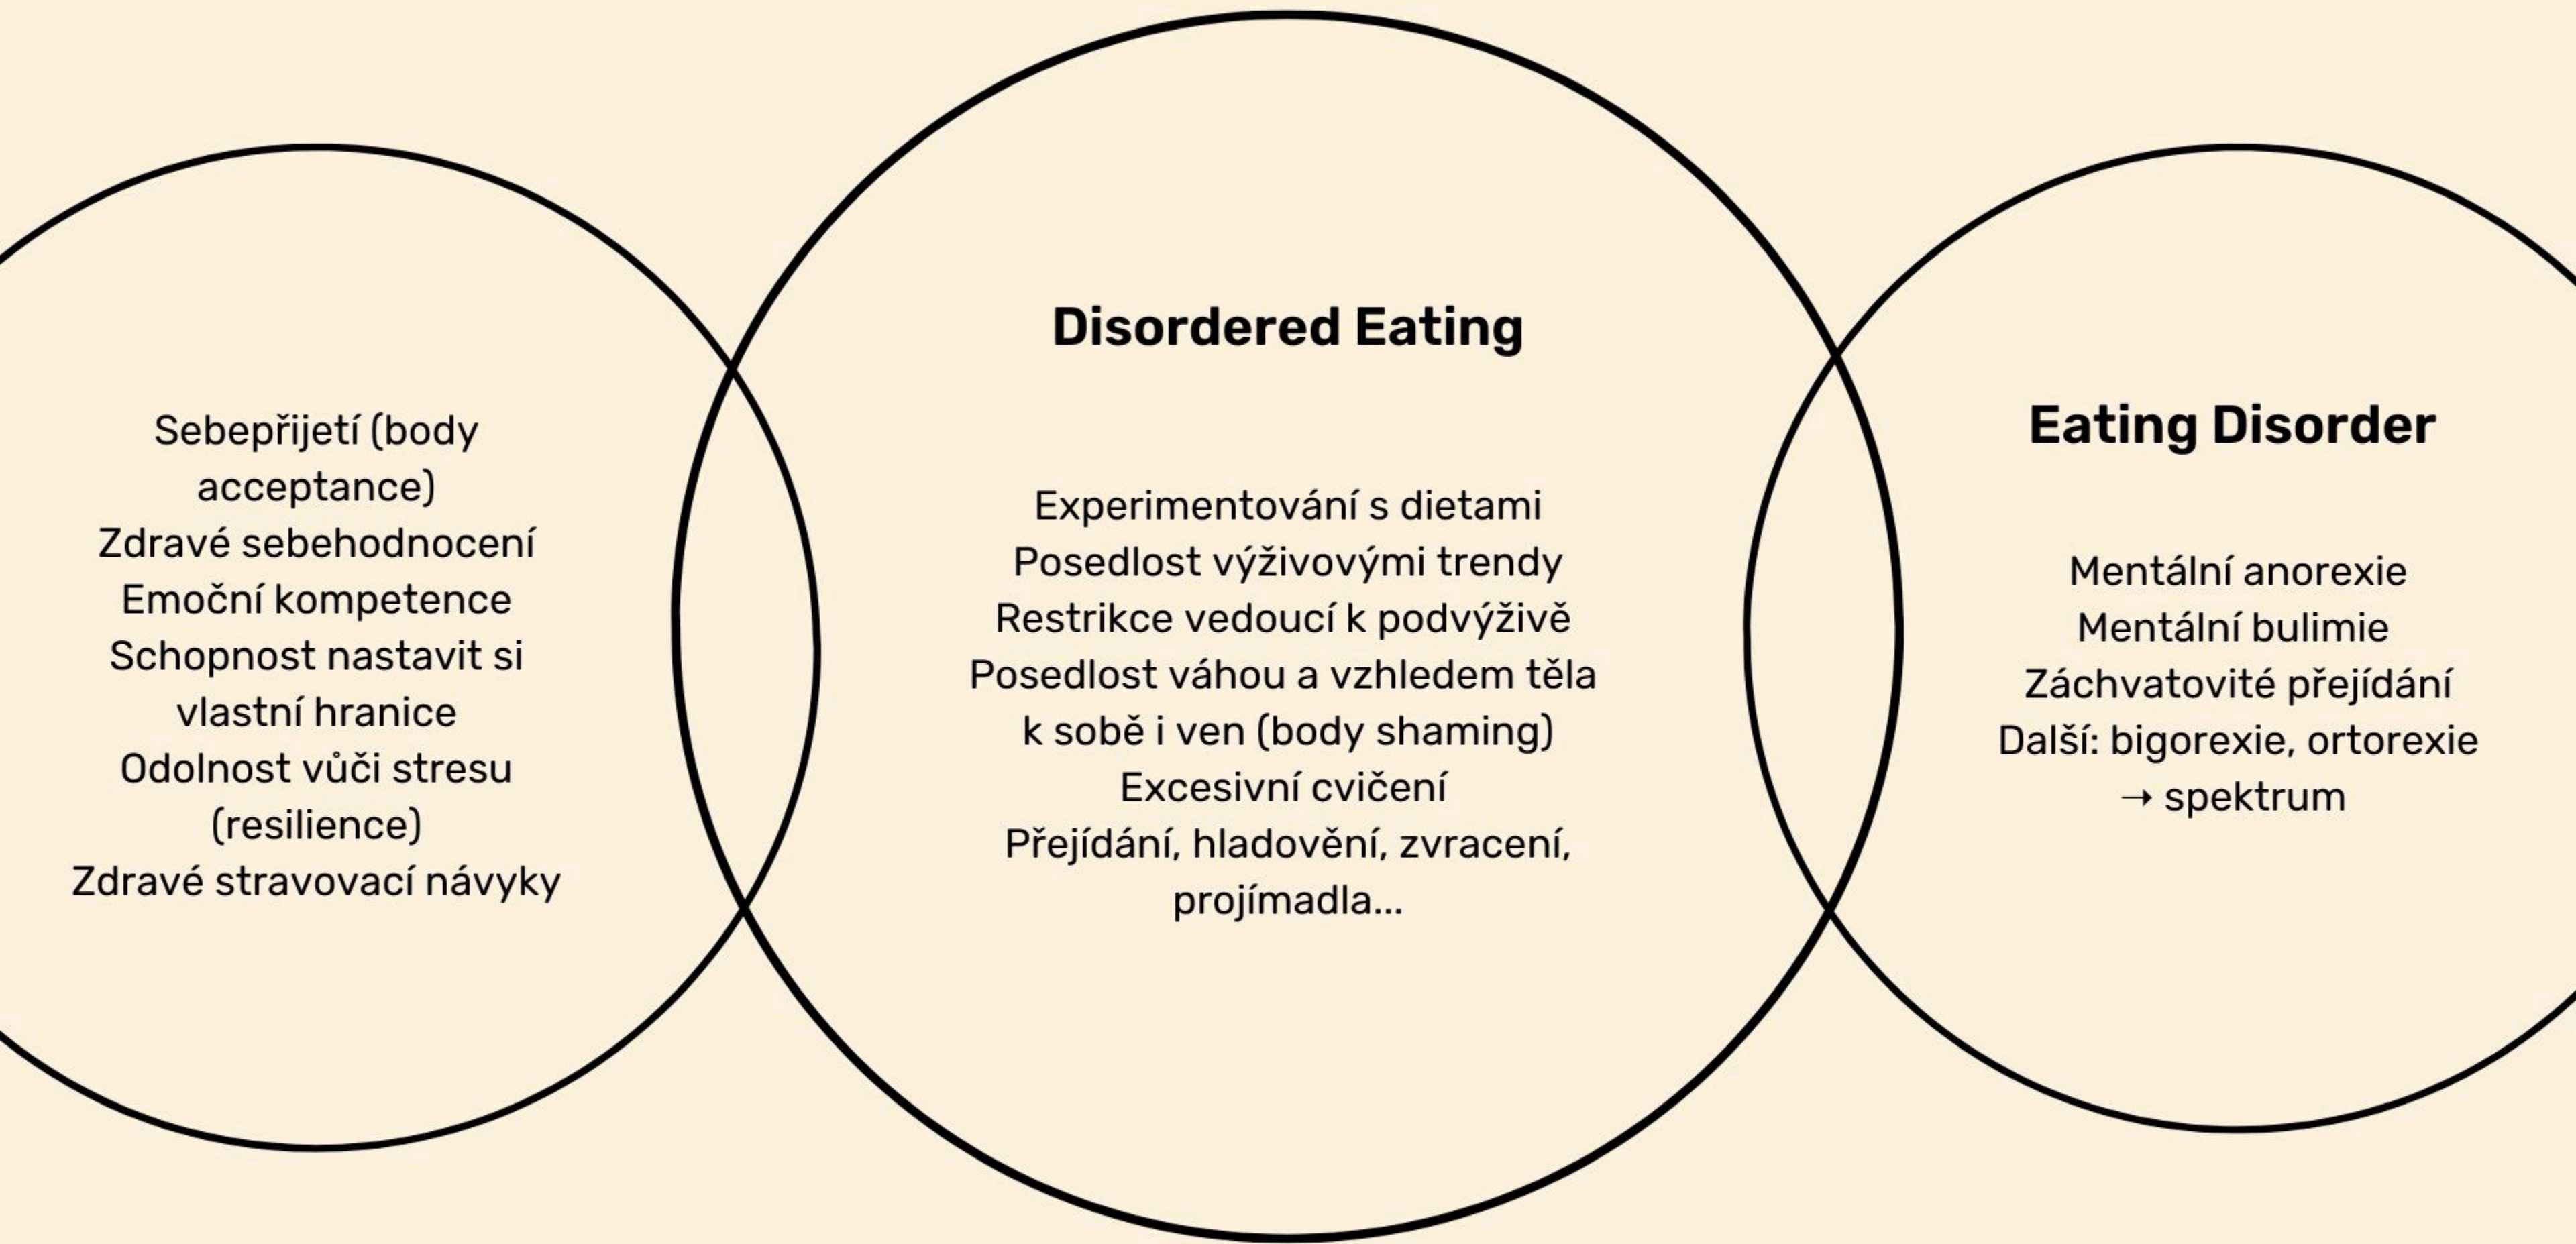 Sebepřijetí (body
acceptance)
Zdravé sebehodnocení
Emoční kompetence
Schopnost nastavit si
vlastní hranice
Odolnost vůči stresu
(resilience)
Zdravé stravovací návyky
Disordered Eating
Experimentování s dietami
Posedlost výživovými trendy
Restrikce vedoucí k podvýživě
Posedlost váhou a vzhledem těla
k sobě i ven (body shaming)
Excesivní cvičení
Přejídání, hladovění, zvracení,
projímadla...
Eating Disorder
Mentální anorexie
Mentální bulimie
Záchvatovité přejídání
Další: bigorexie, ortorexie
→ spektrum